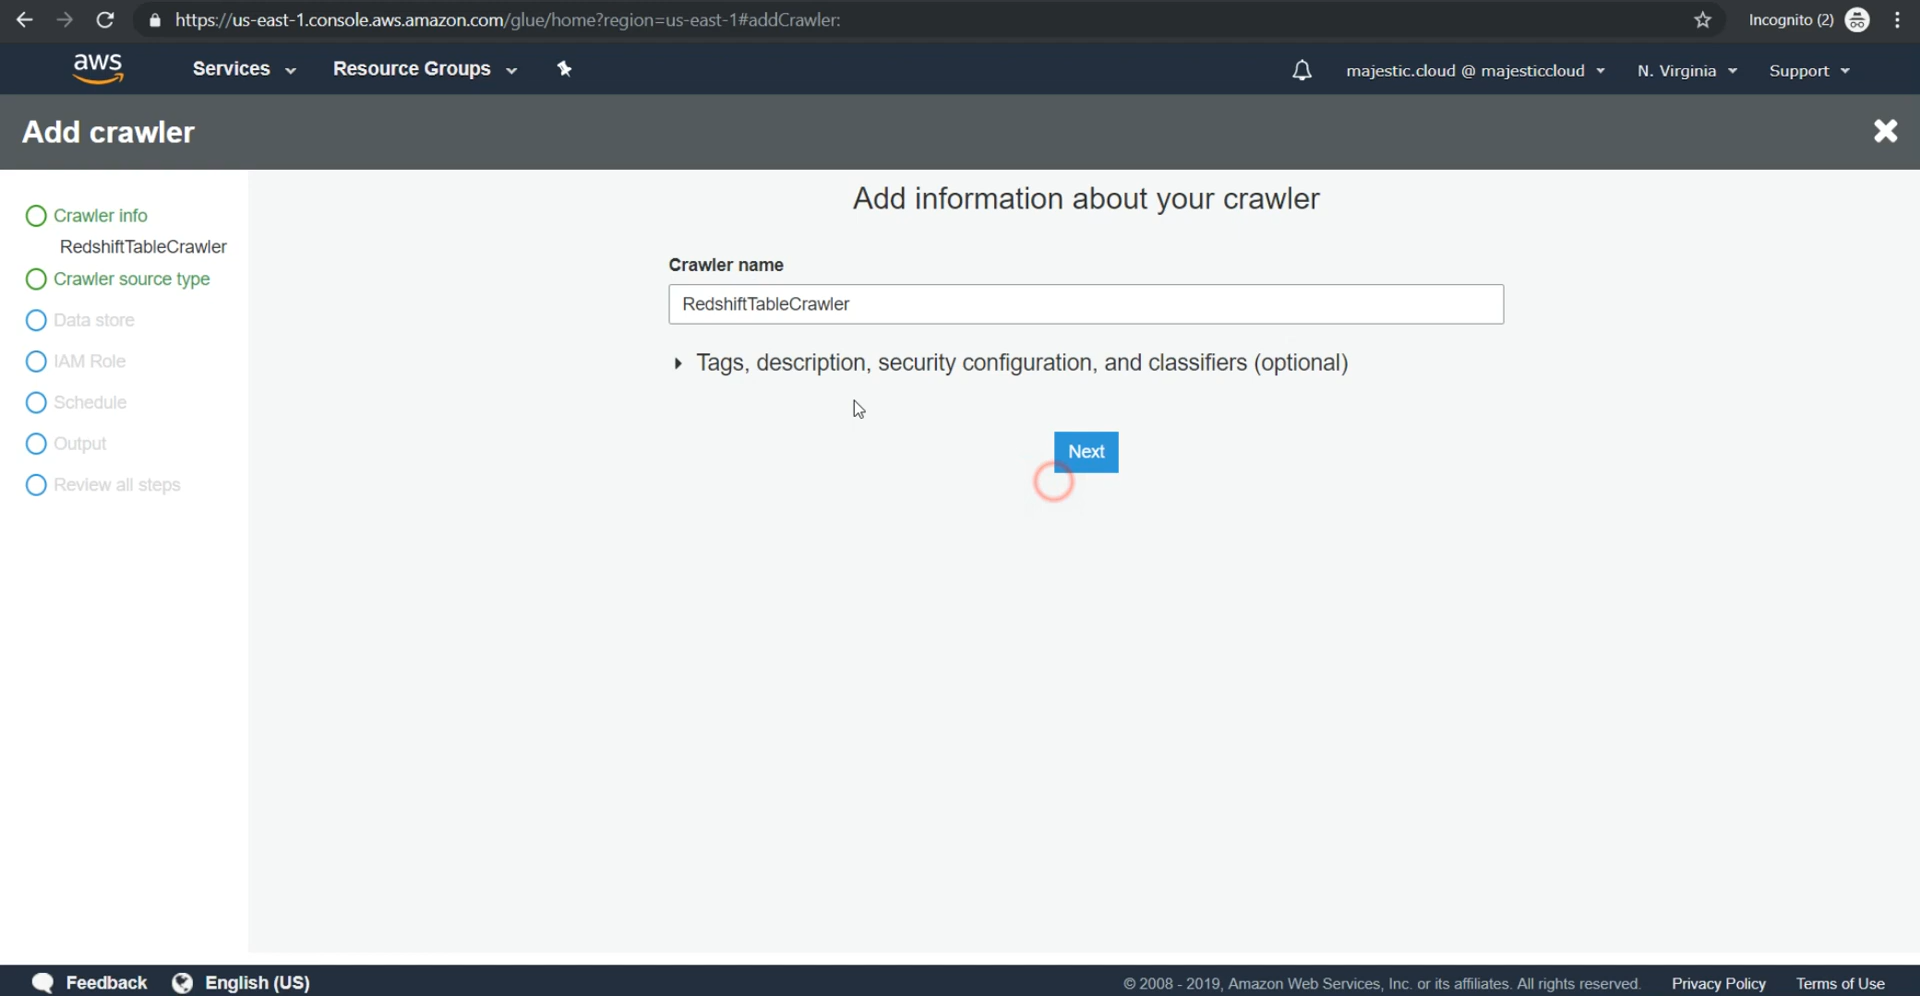 https://us-east-1.console.aws.amazon.com/glue/home?region=us-east-1#addCrawler:
Incognito (2)
aws
Services
Resource Groups
majestic.cloud @ majesticcloud
N. Virginia
Support
Add crawler
Crawler info
RedshiftTableCrawler
Crawler source type
Data store
IAM Role
Schedule
Output
Review all steps
Add information about your crawler
Crawler name
RedshiftTableCrawler
Tags, description, security configuration, and classifiers (optional)
Next
Feedback
English (US)
© 2008 - 2019, Amazon Web Services, Inc. or its affiliates. All rights reserved.
Privacy Policy
Terms of Use